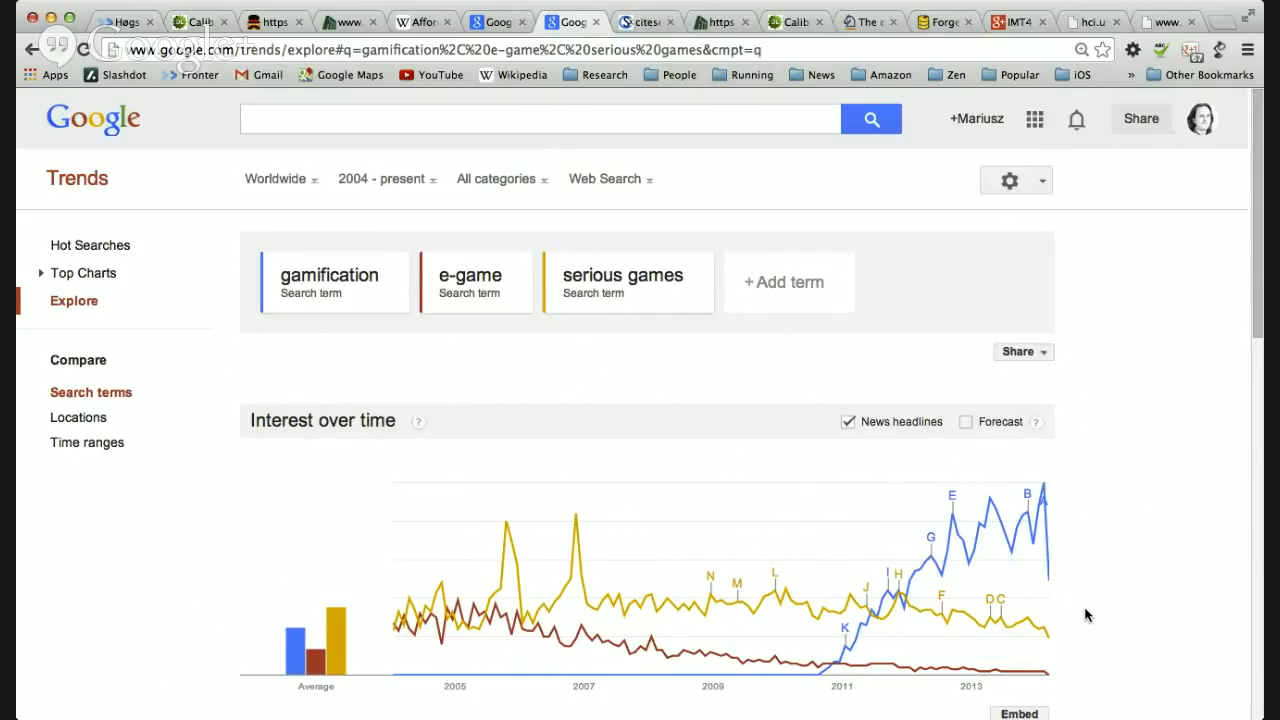 Høgs
Calib
https
www.
Affor
Goog
Goog
citese
https
Calib
The u
Forge
IMT4
hci.u
www.
Google+
www.google.com/trends/explore#q=gamification%2C%20e-game%2C%20serious%20games&cmpt=q
ABC
67
Apps Slashdot Fronter Gmail Google Maps YouTube Wikipedia Research People Running News Amazon Zen Popular iOS » Other Bookmarks
Google
+Mariusz
Share
Trends
Worldwide
2004 - present
All categories
Web Search
Hot Searches
Top Charts
Explore
Compare
Search terms
Locations
Time ranges
gamification
Search term
e-game
Search term
serious games
Search term
+Add term
Share
Interest over time ?
News headlines
Forecast ?
E
B
A
G
N
M
L
J
I
H
F
D
C
K
Average
2005
2007
2009
2011
2013
Embed